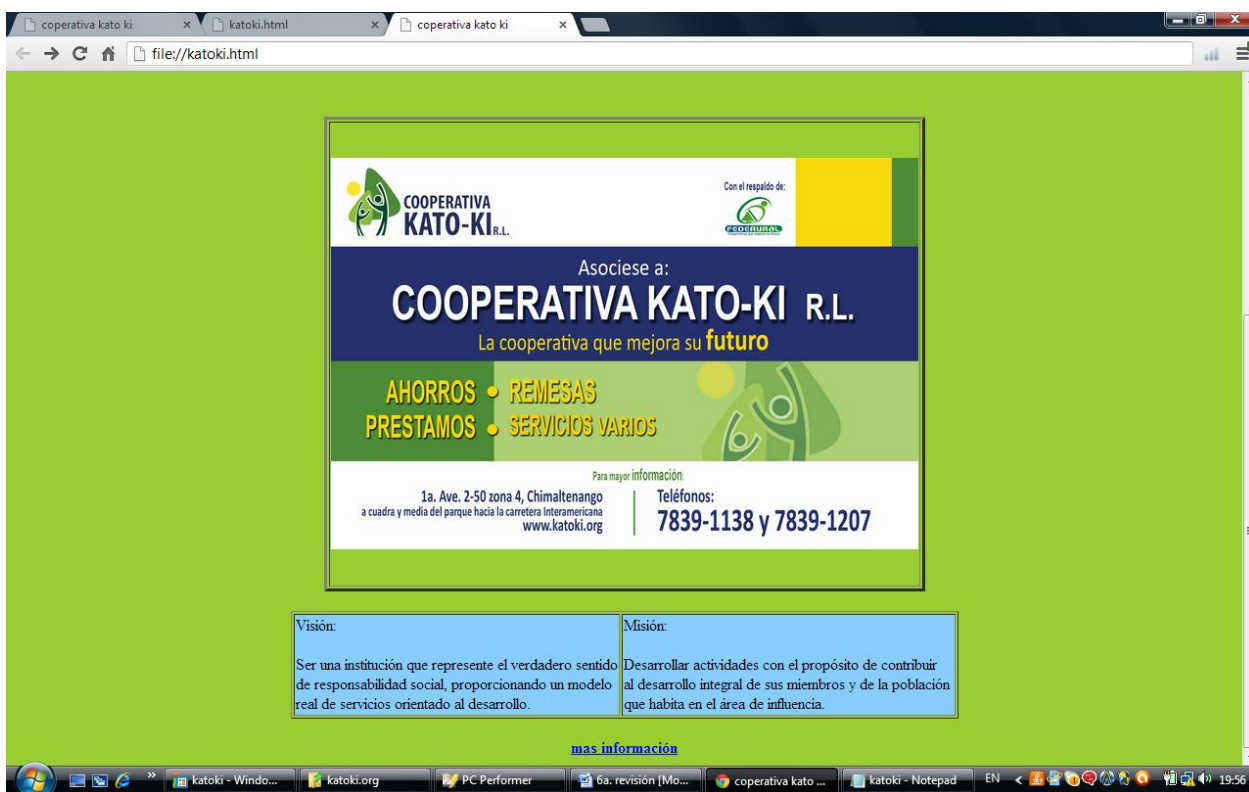 coperativa kato ki
katoki.html
coperativa kato ki
file://katoki.html
COOPERATIVA
KATO-KI R.L.
Con el respaldo de:
FEDERURAL
Asociese a:
COOPERATIVA KATO-KI R.L.
La cooperativa que mejora su futuro
AHORROS • REMESAS
PRESTAMOS • SERVICIOS VARIOS
Para mayor información:
1a. Ave. 2-50 zona 4, Chimaltenango
a cuadra y media del parque hacia la carretera Interamericana
www.katoki.org
Teléfonos:
7839-1138 y 7839-1207
Visión:
Ser una institución que represente el verdadero sentido
de responsabilidad social, proporcionando un modelo
real de servicios orientado al desarrollo.
Misión:
Desarrollar actividades con el propósito de contribuir
al desarrollo integral de sus miembros y de la población
que habita en el área de influencia.
mas información
katoki - Windo...
katoki.org
PC Performer
6a. revisión [Mo...
coperativa kato ...
katoki - Notepad
EN
19:56